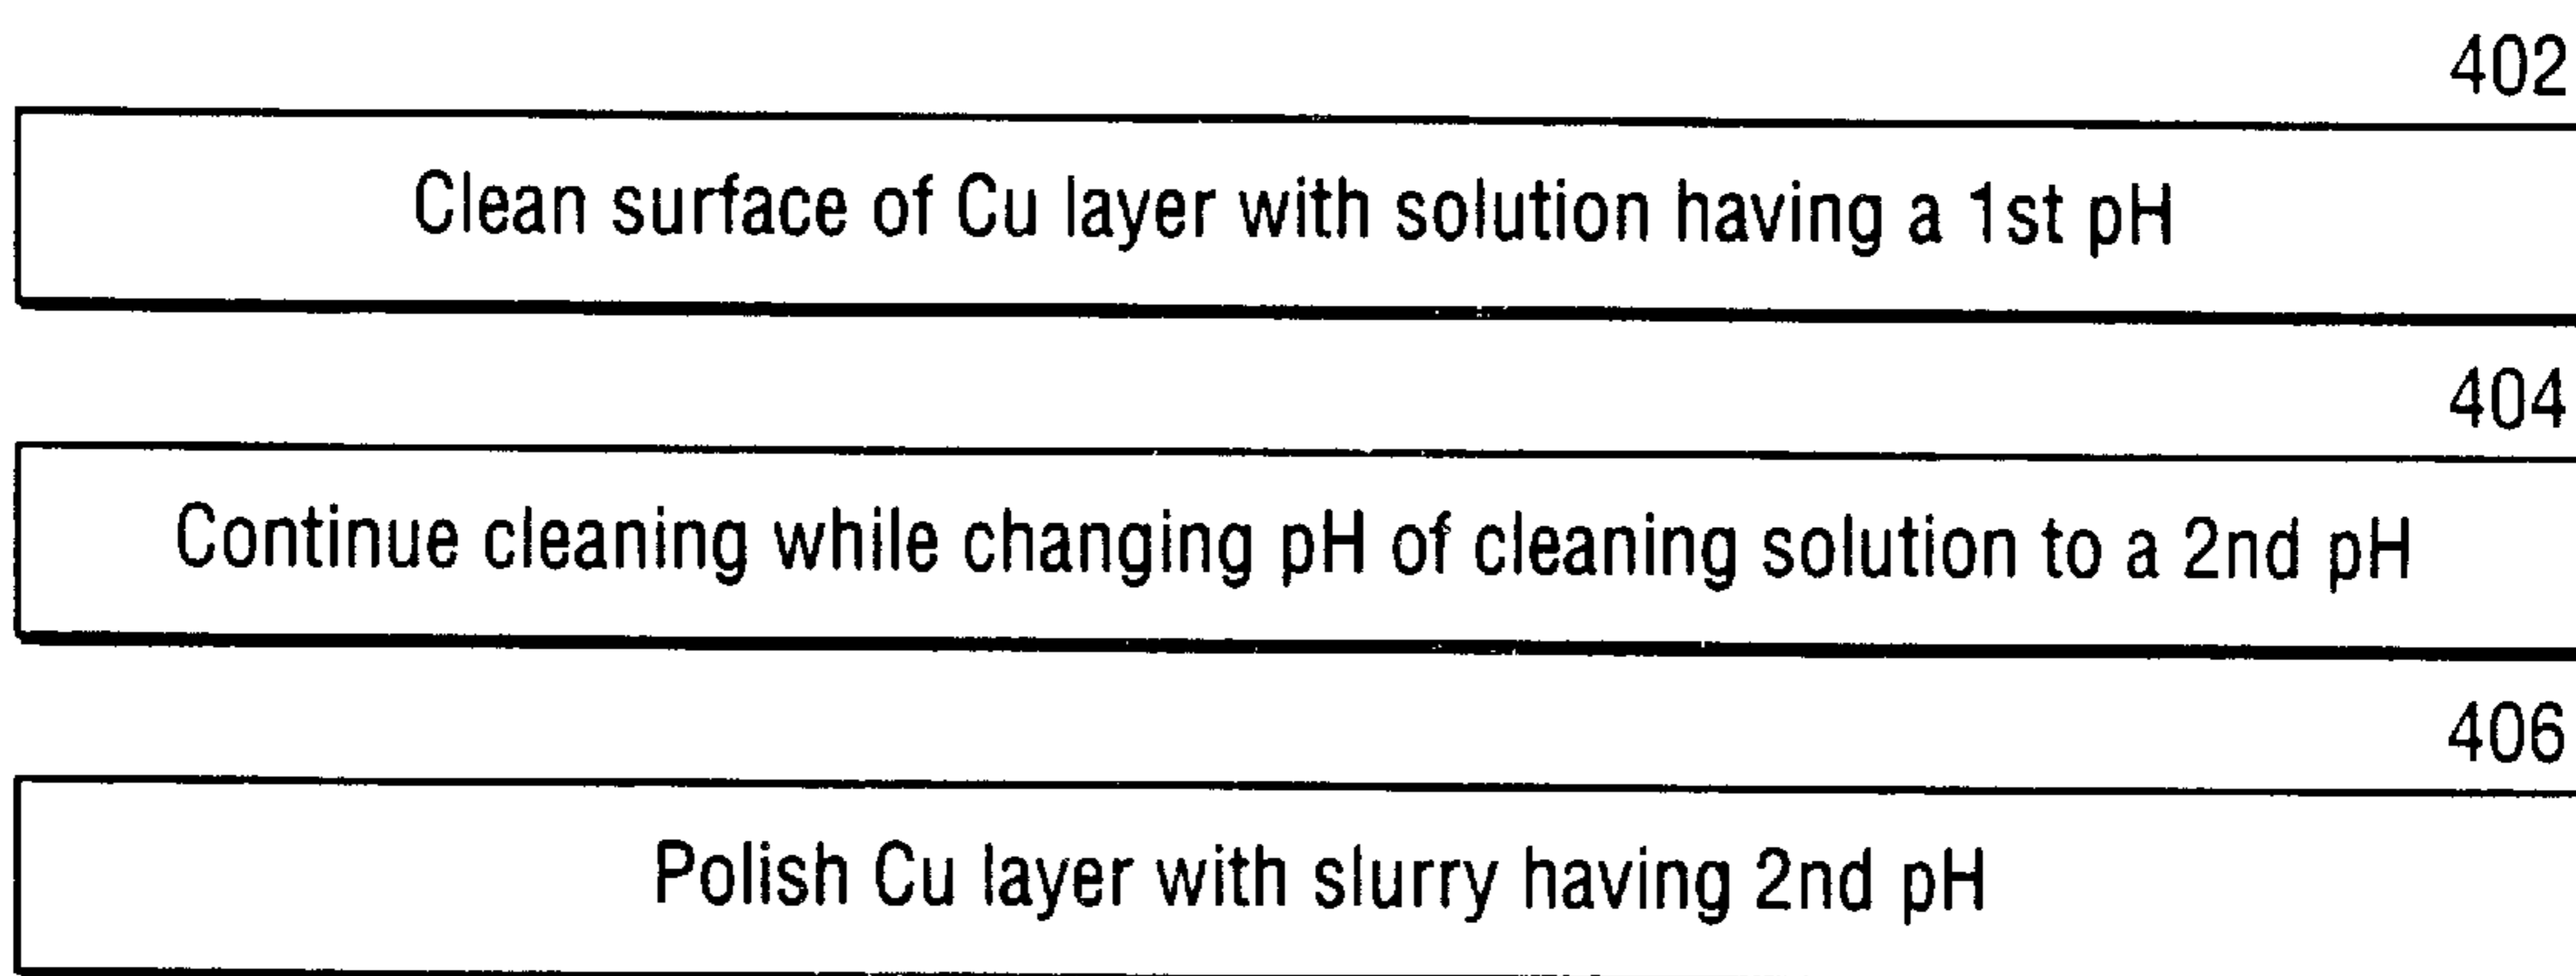 402
Clean surface of Cu layer with solution having a 1st pH
404
Continue cleaning while changing pH of cleaning solution to a 2nd pH
406
Polish Cu layer with slurry having 2nd pH